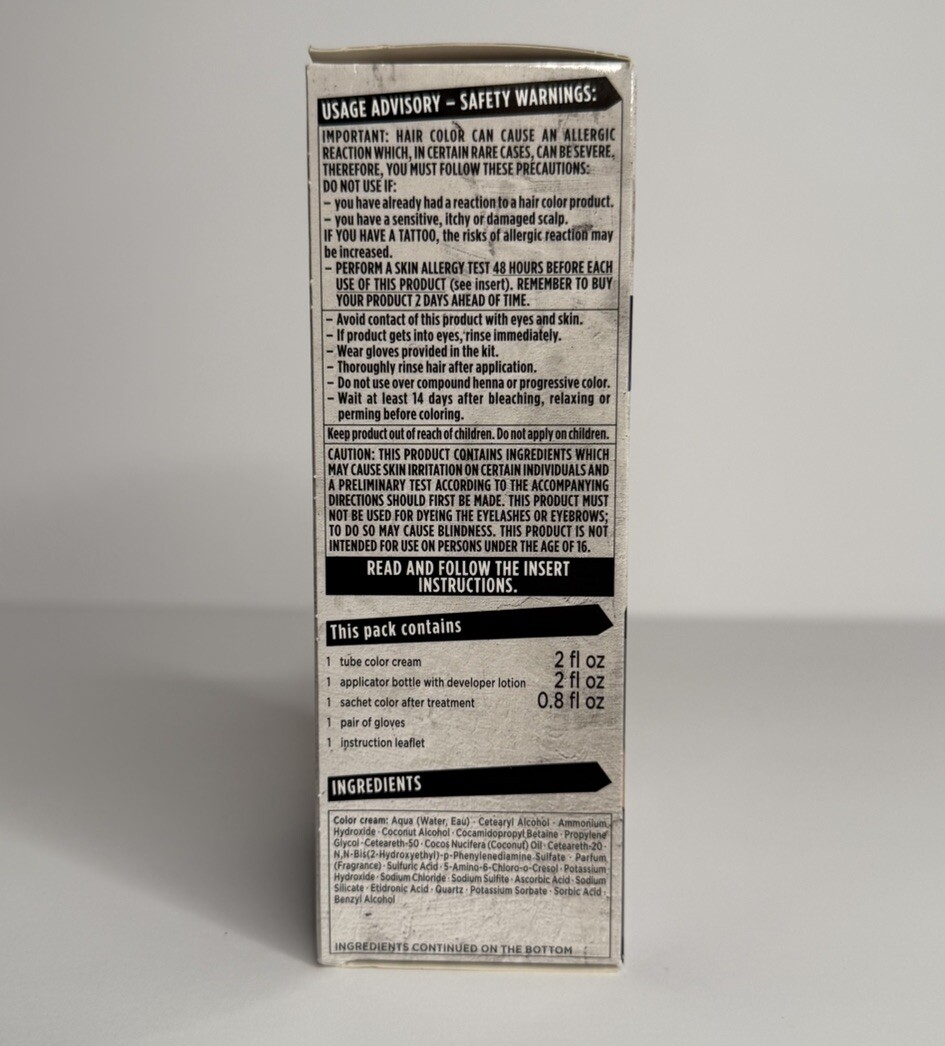 USAGE ADVISORY – SAFETY WARNINGS:
IMPORTANT: HAIR COLOR CAN CAUSE AN ALLERGIC
REACTION WHICH, IN CERTAIN RARE CASES, CAN BE SEVERE,
THEREFORE, YOU MUST FOLLOW THESE PRECAUTIONS:
DO NOT USE IF:
– you have already had a reaction to a hair color product.
– you have a sensitive, itchy or damaged scalp.
IF YOU HAVE A TATTOO, the risks of allergic reaction may
be increased.
– PERFORM A SKIN ALLERGY TEST 48 HOURS BEFORE EACH
USE OF THIS PRODUCT (see insert). REMEMBER TO BUY
YOUR PRODUCT 2 DAYS AHEAD OF TIME.
– Avoid contact of this product with eyes and skin.
– If product gets into eyes, rinse immediately.
– Wear gloves provided in the kit.
– Thoroughly rinse hair after application.
– Do not use over compound henna or progressive color.
– Wait at least 14 days after bleaching, relaxing or
perming before coloring.
Keep product out of reach of children. Do not apply on children.
CAUTION: THIS PRODUCT CONTAINS INGREDIENTS WHICH
MAY CAUSE SKIN IRRITATION ON CERTAIN INDIVIDUALS AND
A PRELIMINARY TEST ACCORDING TO THE ACCOMPANYING
DIRECTIONS SHOULD FIRST BE MADE. THIS PRODUCT MUST
NOT BE USED FOR DYEING THE EYELASHES OR EYEBROWS;
TO DO SO MAY CAUSE BLINDNESS. THIS PRODUCT IS NOT
INTENDED FOR USE ON PERSONS UNDER THE AGE OF 16.
READ AND FOLLOW THE INSERT
INSTRUCTIONS.
This pack contains
1 tube color cream 2 fl oz
1 applicator bottle with developer lotion 2 fl oz
1 sachet color after treatment 0.8 fl oz
1 pair of gloves
1 instruction leaflet
INGREDIENTS
Color cream: Aqua (Water, Eau) · Cetearyl Alcohol · Ammonium
Hydroxide · Coconut Alcohol · Cocamidopropyl Betaine · Propylene
Glycol · Ceteareth-50 · Cocos Nucifera (Coconut) Oil · Ceteareth-20 ·
N,N-Bis(2-Hydroxyethyl)-p-Phenylenediamine Sulfate · Parfum
(Fragrance) · Sulfuric Acid · 5-Amino-6-Chloro-o-Cresol · Potassium
Hydroxide · Sodium Chloride · Sodium Sulfite · Ascorbic Acid · Sodium
Silicate · Etidronic Acid · Quartz · Potassium Sorbate · Sorbic Acid ·
Benzyl Alcohol
INGREDIENTS CONTINUED ON THE BOTTOM